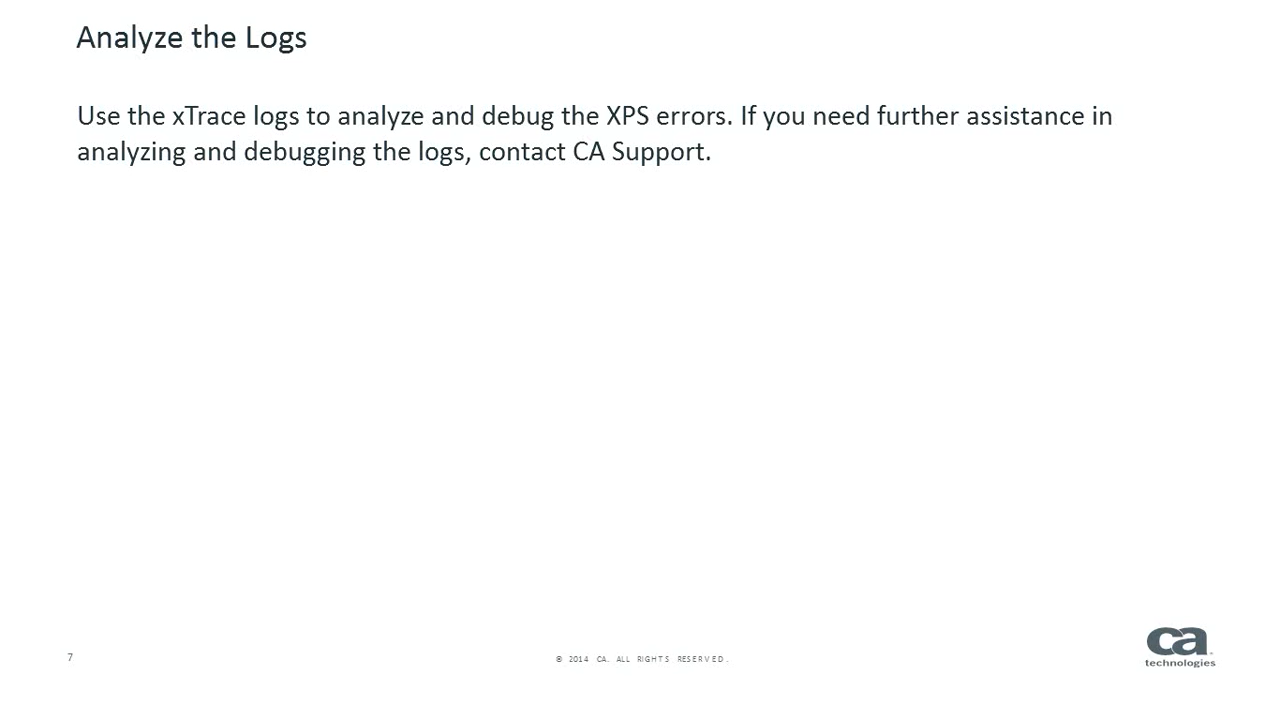 Analyze the Logs
Use the xTrace logs to analyze and debug the XPS errors. If you need further assistance in
analyzing and debugging the logs, contact CA Support.
7
© 2014 CA. ALL RIGHTS RESERVED.
ca
technologies